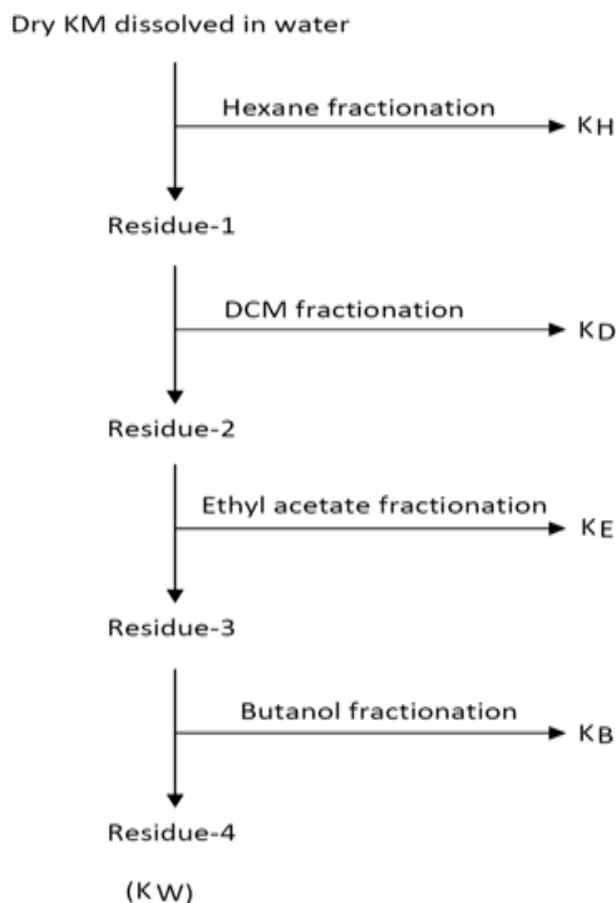 Dry KM dissolved in water
Hexane fractionation
KH
Residue-1
DCM fractionation
KD
Residue-2
Ethyl acetate fractionation
KE
Residue-3
Butanol fractionation
KB
Residue-4
(KW)